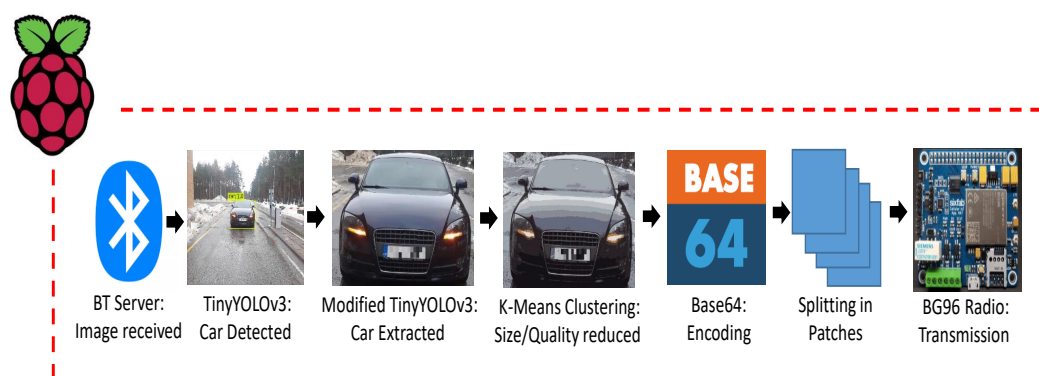 BASE
64
BT Server:
Image received
TinyYOLOv3:
Car Detected
Modified TinyYOLOv3:
Car Extracted
K-Means Clustering:
Size/Quality reduced
Base64:
Encoding
Splitting in
Patches
BG96 Radio:
Transmission